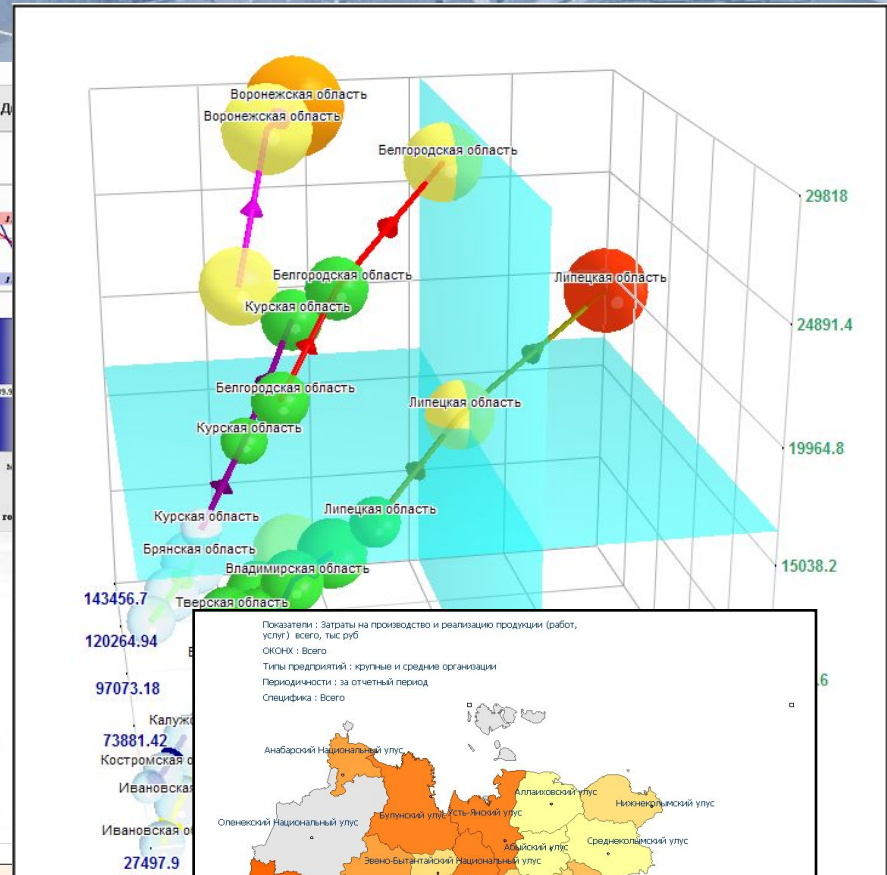 Воронежская область
Воронежская область
Белгородская область
29818
Белгородская область
Липецкая область
Курская область
24891.4
Белгородская область
Липецкая область
Курская область
19964.8
Липецкая область
Курская область
Брянская область
Владимирская область
15038.2
143456.7
Тверская область
120264.94
97073.18
73881.42
27497.9
Показатели : Затраты на производство и реализацию продукции (работ,
услуг) всего, тыс руб
ОКОНХ : Всего
Типы предприятий : крупные и средние организации
Периодичности : за отчетный период
Специфика : Всего
Анабарский Национальный улус
Аллаиховский улус
Нижнеколымский улус
Оленекский Национальный улус
Булунский улус
Усть-Янский улус
Абыйский улус
Среднеколымский улус
Эвено-Бытантайский Национальный улус